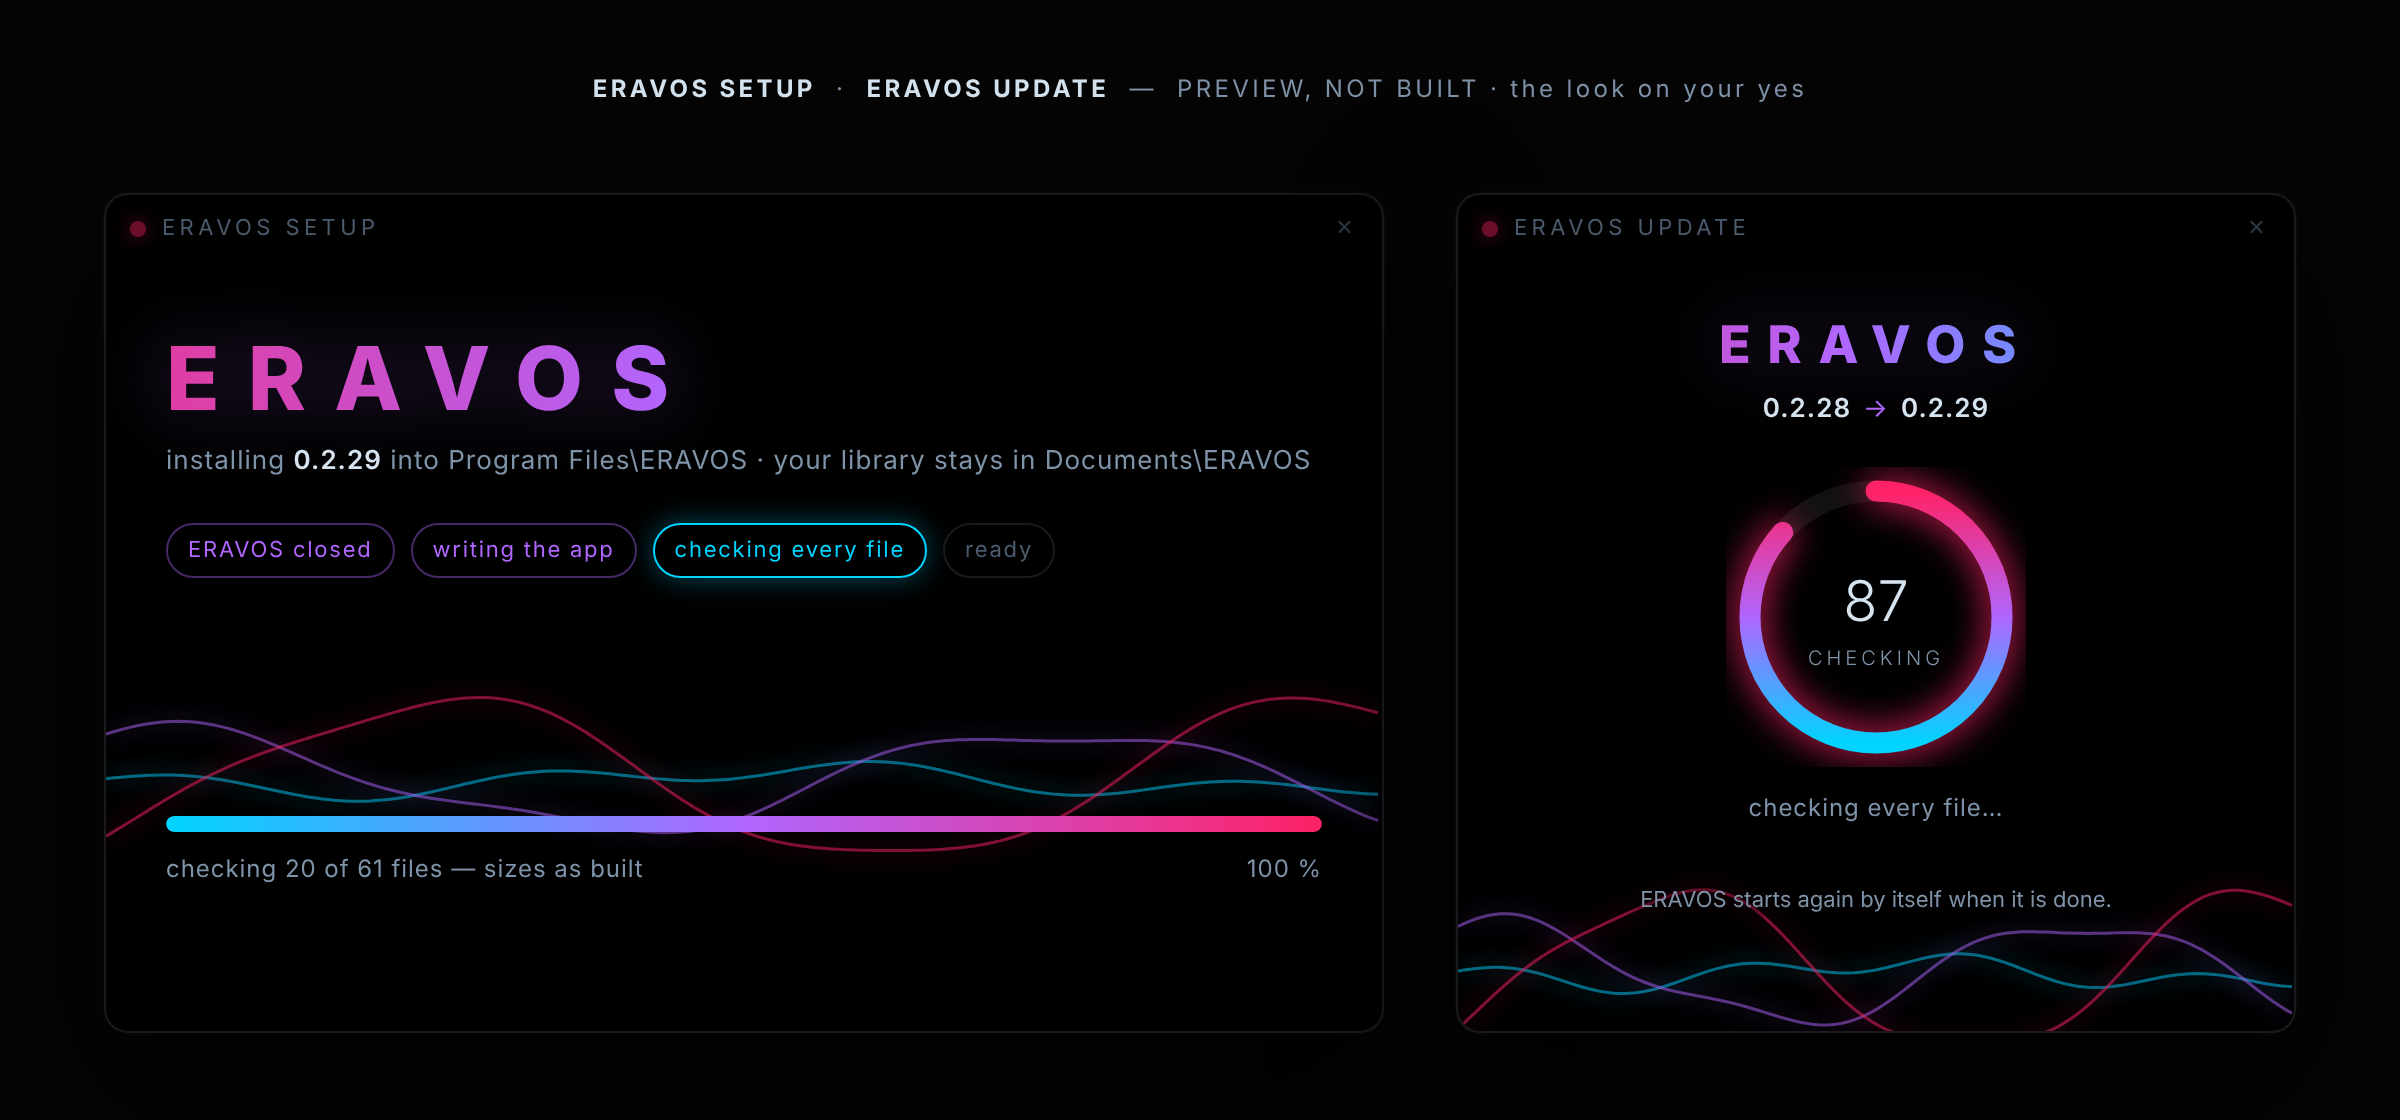 ERAVOS SETUP · ERAVOS UPDATE — PREVIEW, NOT BUILT · the look on your yes
ERAVOS SETUP ×
ERAVOS
installing 0.2.29 into Program Files\ERAVOS · your library stays in Documents\ERAVOS
ERAVOS closed writing the app checking every file ready
checking 20 of 61 files — sizes as built 100 %
ERAVOS UPDATE ×
ERAVOS
0.2.28 → 0.2.29
87
CHECKING
checking every file...
ERAVOS starts again by itself when it is done.